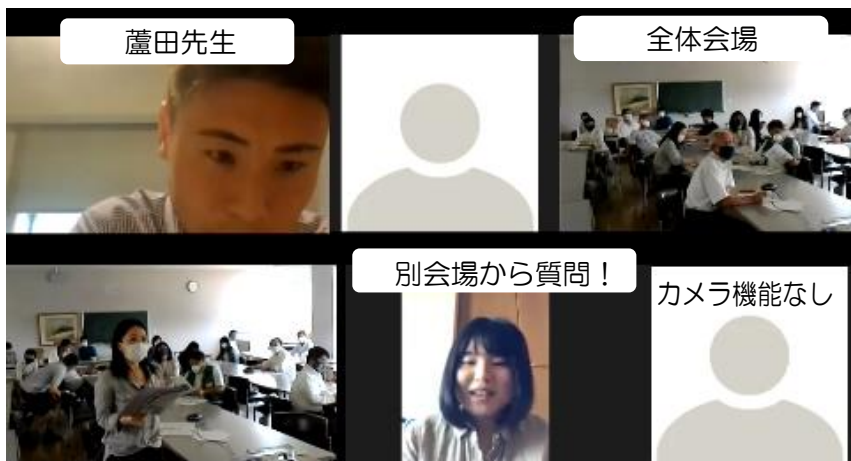 蘆田先生
全体会場
別会場から質問！
カメラ機能なし